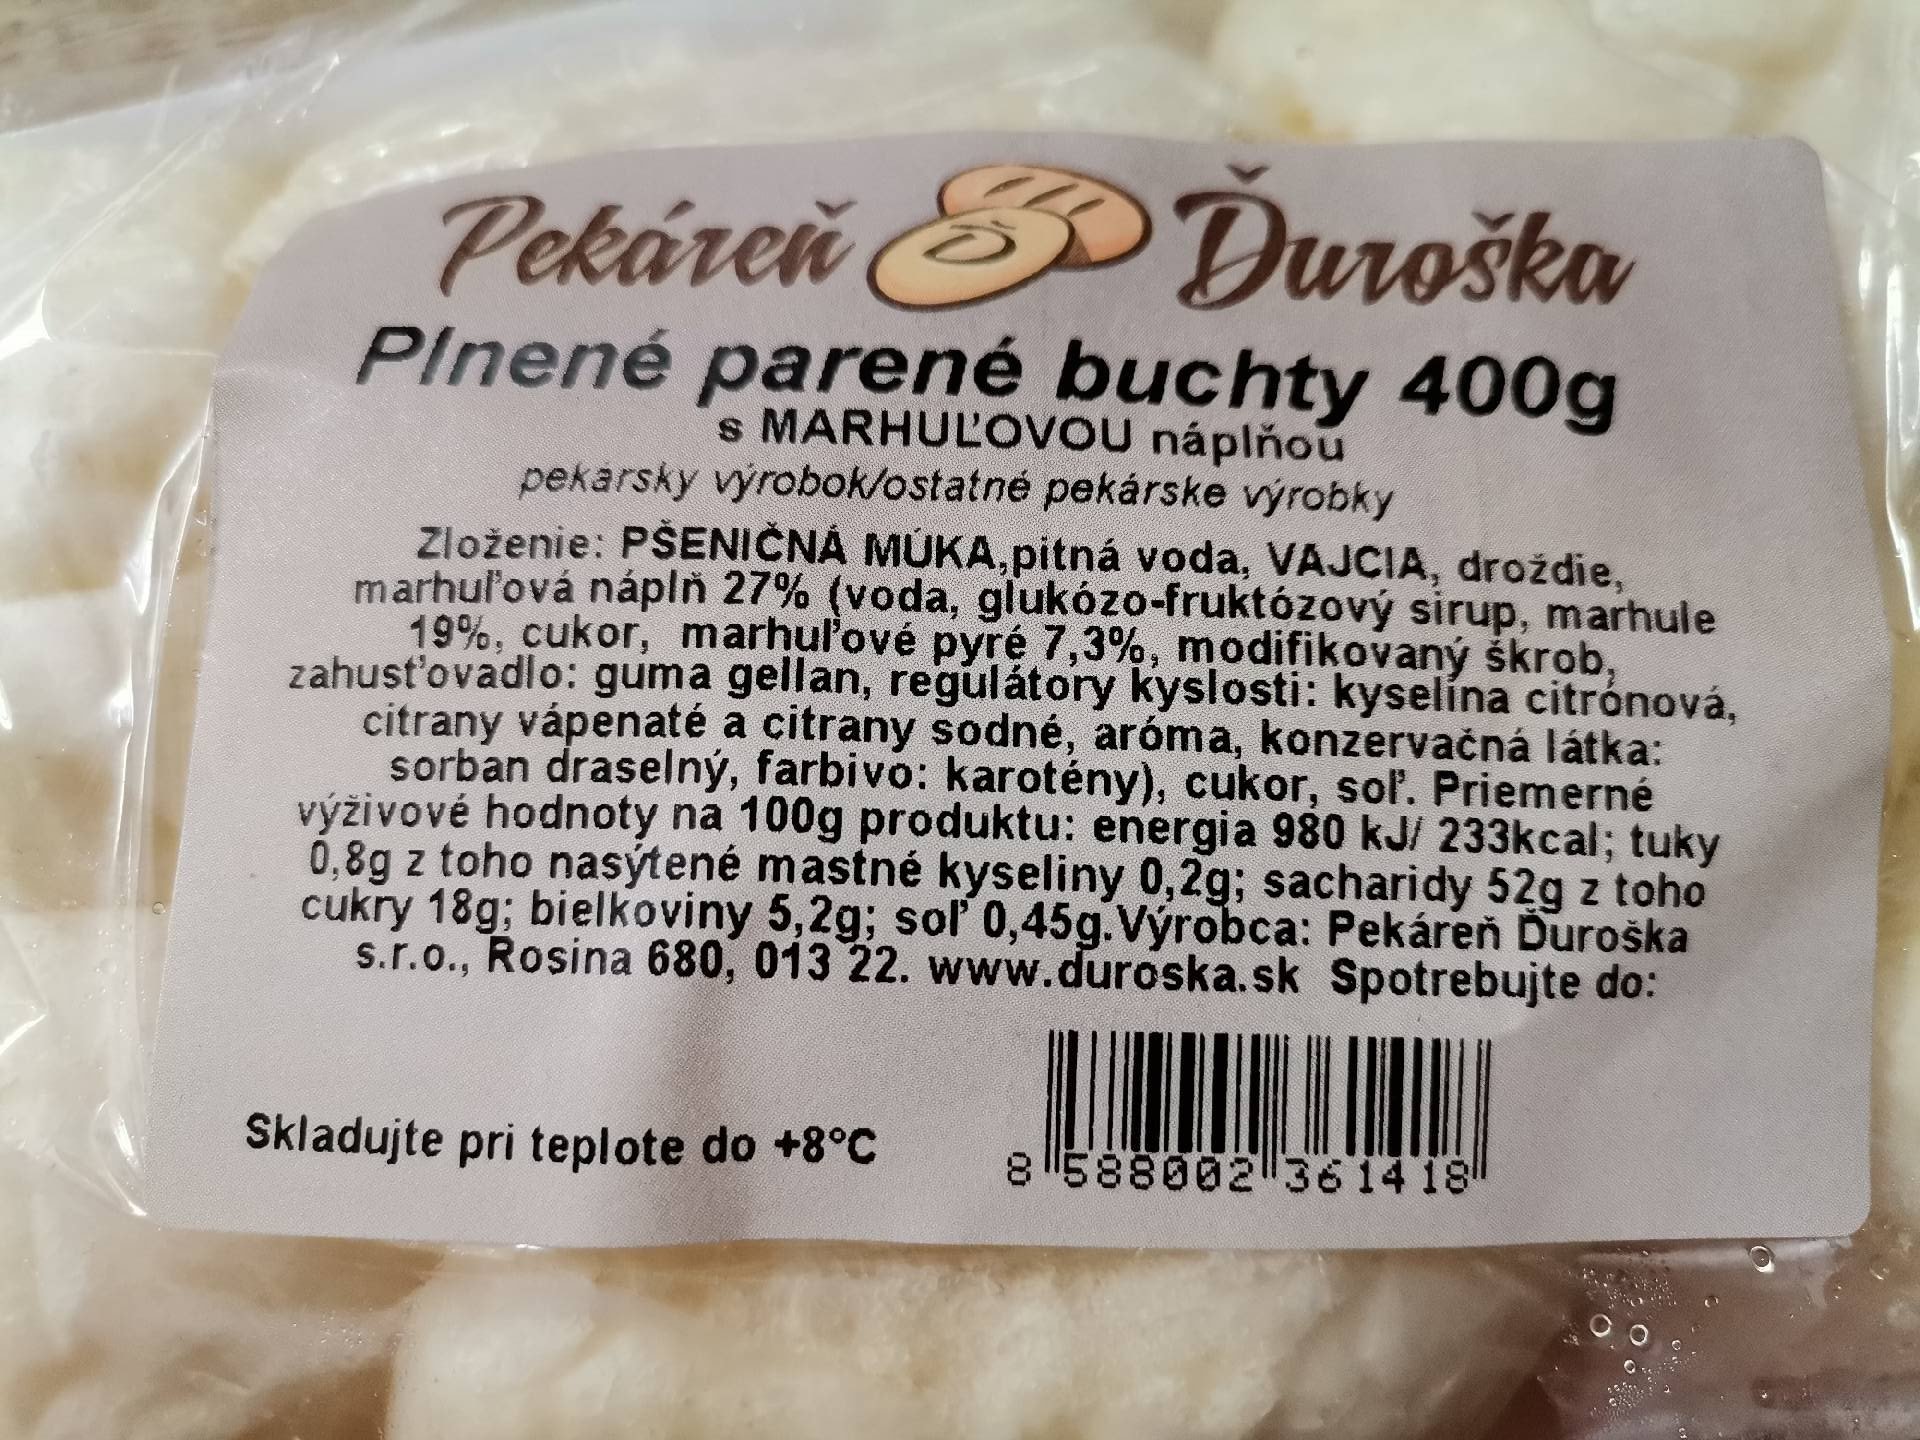 Pekáreň Ď Ďuroška
Plnené parené buchty 400g
s MARHUĽOVOU náplňou
pekarsky výrobok/ostatné pekárske výrobky
Zloženie: PŠENIČNÁ MÚKA,pitná voda, VAJCIA, droždie,
marhuľová náplň 27% (voda, glukózo-fruktózový sirup, marhule
19%, cukor, marhuľové pyré 7,3%, modifikovaný škrob,
zahusťovadlo: guma gellan, regulátory kyslosti: kyselina citrónová,
citrany vápenaté a citrany sodné, aróma, konzervačná látka:
sorban draselný, farbivo: karotény), cukor, soľ. Priemerné
výživové hodnoty na 100g produktu: energia 980 kJ/ 233kcal; tuky
0,8g z toho nasýtené mastné kyseliny 0,2g; sacharidy 52g z toho
cukry 18g; bielkoviny 5,2g; soľ 0,45g.Výrobca: Pekáreň Ďuroška
s.r.o., Rosina 680, 013 22. www.duroska.sk Spotrebujte do:
Skladujte pri teplote do +8°C
8 588002 361418